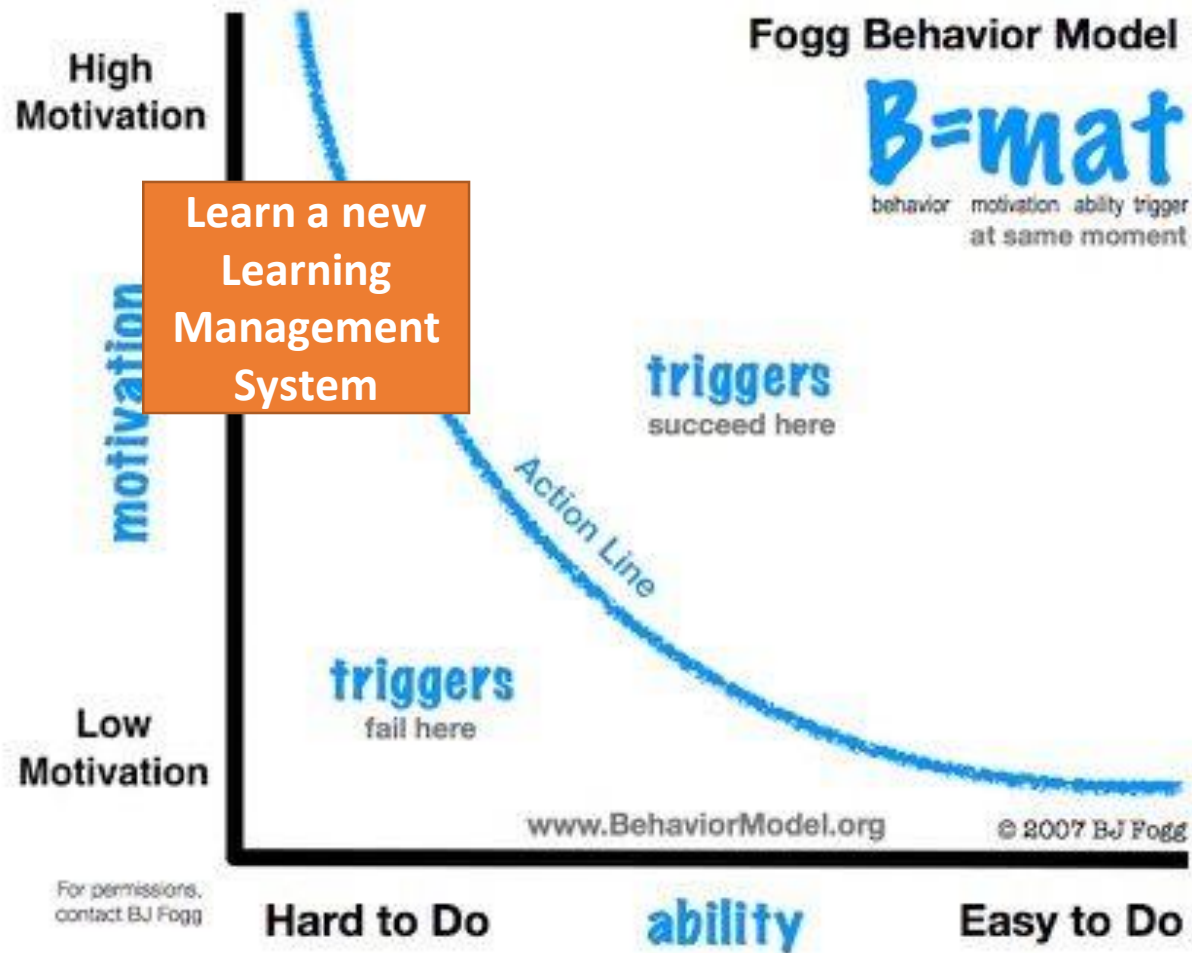 Fogg Behavior Model
B=mat
behavior motivation ability trigger
at same moment
High
Motivation
Learn a new
Learning
Management
System
motivation
triggers
succeed here
Action Line
triggers
fail here
Low
Motivation
www.BehaviorModel.org
© 2007 BJ Fogg
For permissions,
contact BJ Fogg
Hard to Do
ability
Easy to Do